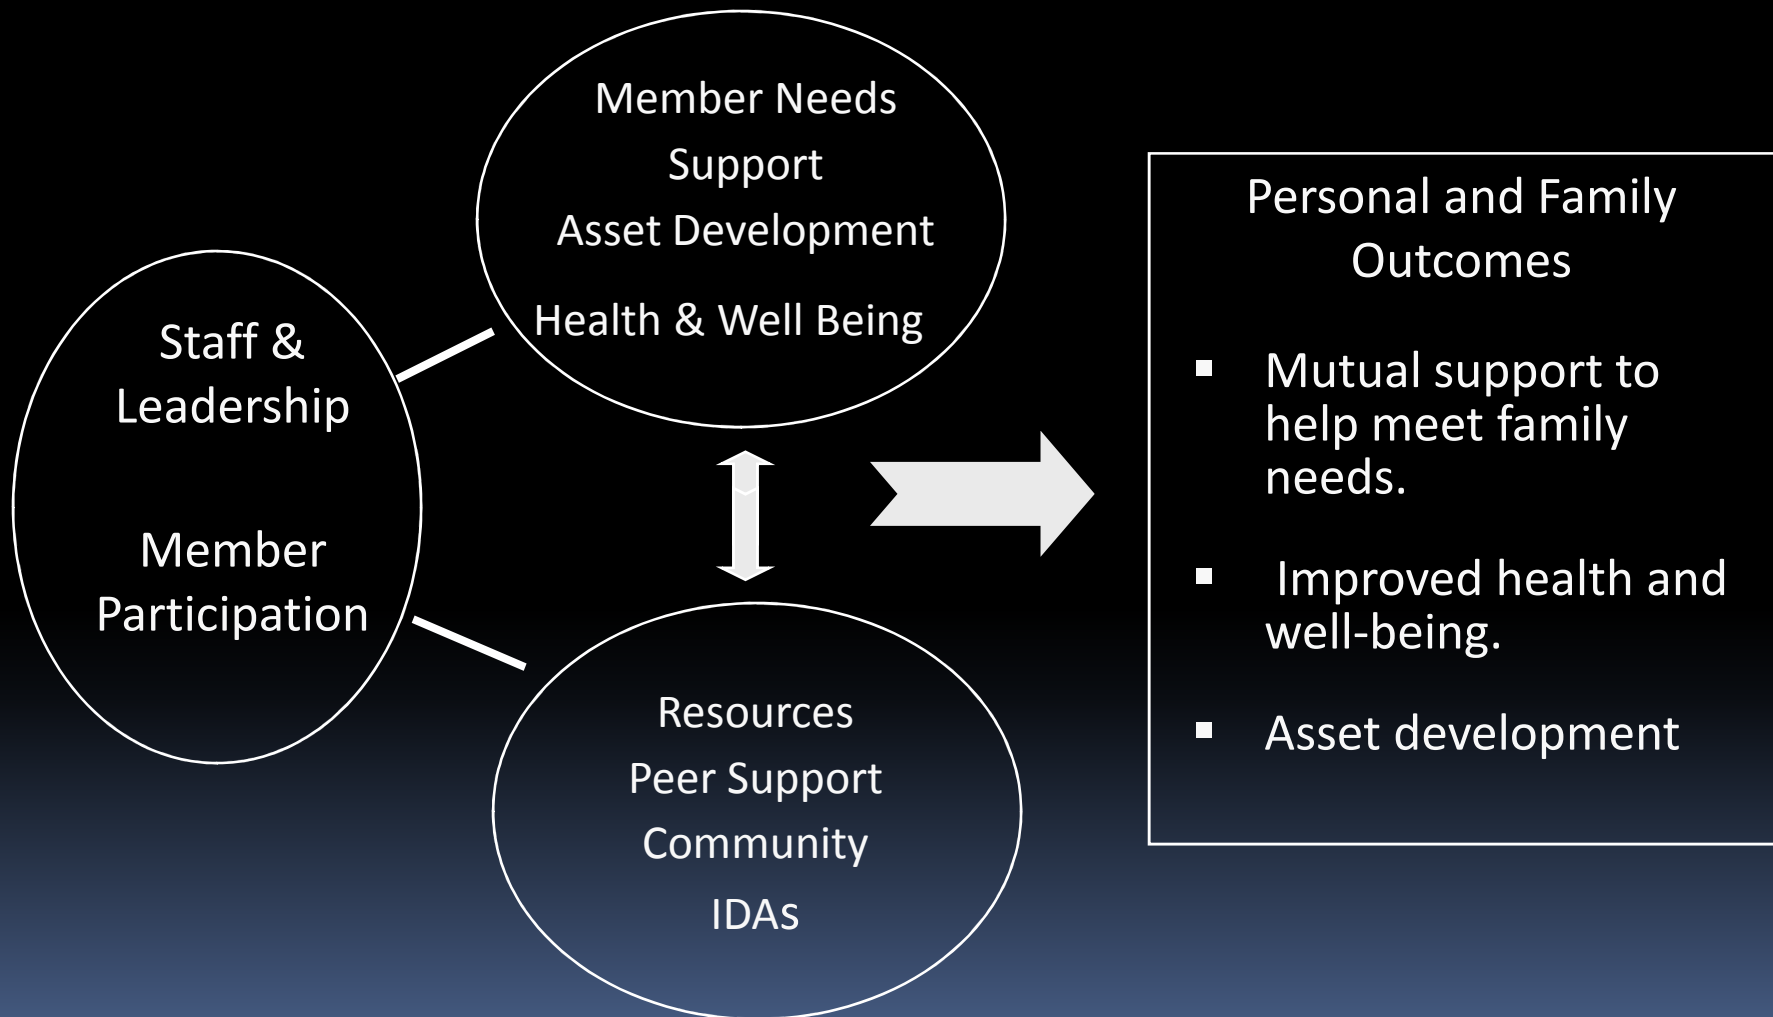 Member Needs
Support
Asset Development
Health & Well Being
Staff &
Leadership
Member
Participation
Resources
Peer Support
Community
IDAs
Personal and Family
Outcomes
▪ Mutual support to
help meet family
needs.
▪ Improved health and
well-being.
▪ Asset development